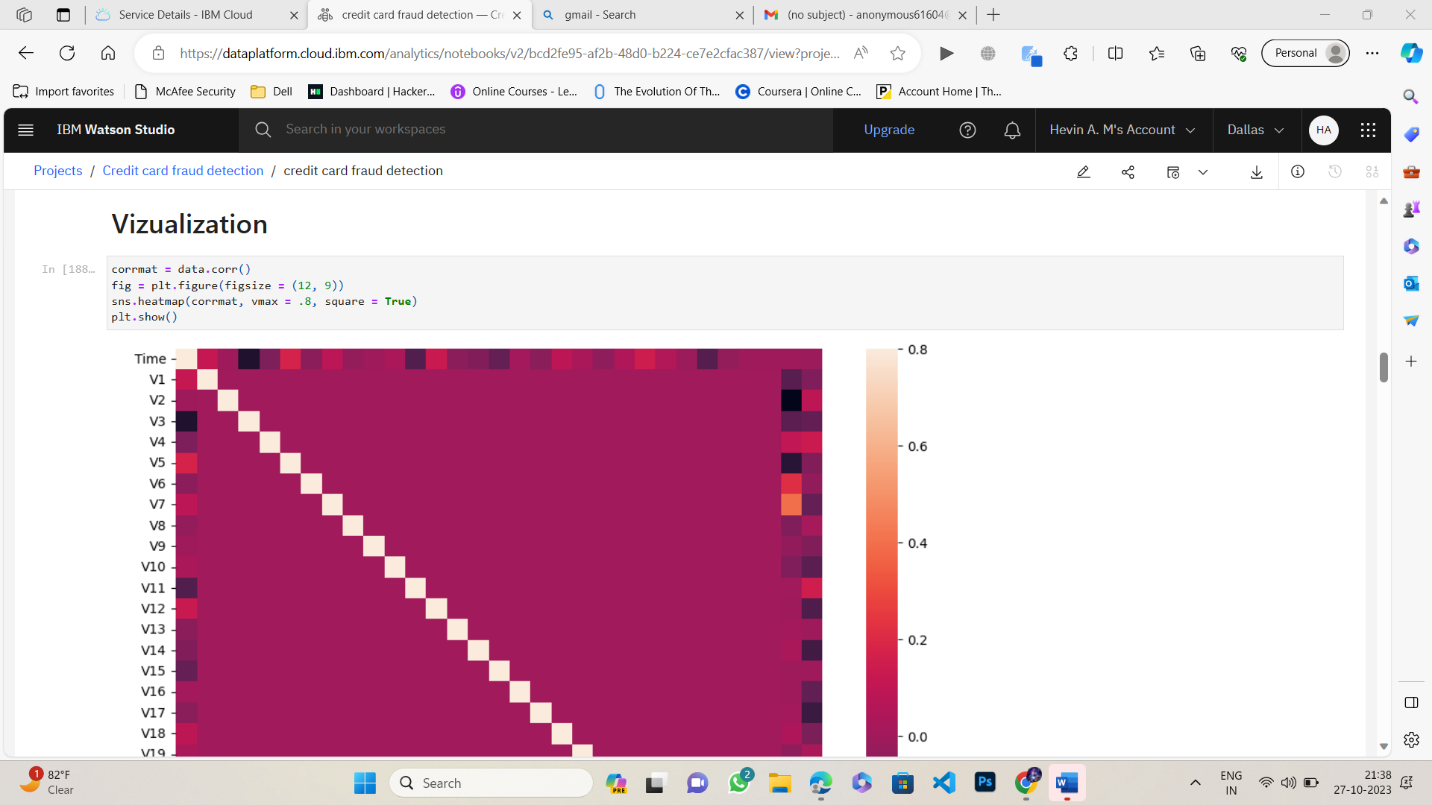 Service Details - IBM Cloud
credit card fraud detection — Cr
gmail - Search
(no subject) - anonymous61604@
https://dataplatform.cloud.ibm.com/analytics/notebooks/v2/bcd2fe95-af2b-48d0-b224-ce7e2cfac387/view?proje...
Personal
Import favorites
McAfee Security
Dell
Dashboard | Hacker...
Online Courses - Le...
The Evolution Of Th...
Coursera | Online C...
Account Home | Th...
IBM Watson Studio
Search in your workspaces
Upgrade
Hevin A. M's Account
Dallas
HA
Projects / Credit card fraud detection / credit card fraud detection
Vizualization
In [188...
corrmat = data.corr()
fig = plt.figure(figsize = (12, 9))
sns.heatmap(corrmat, vmax = .8, square = True)
plt.show()
Time
V1
V2
V3
V4
V5
V6
V7
V8
V9
V10
V11
V12
V13
V14
V15
V16
V17
V18
V19
0.8
0.6
0.4
0.2
0.0
1
82°F
Clear
Search
PRE
2
Ps
ENG
IN
21:38
27-10-2023